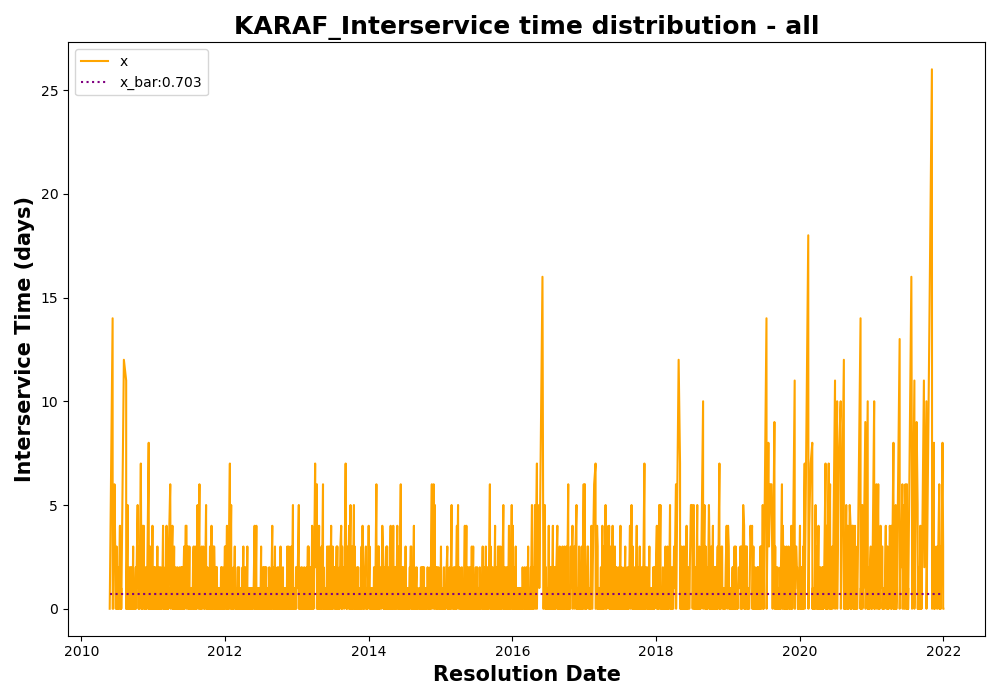 KARAF_Interservice time distribution - all
x
x_bar:0.703
Interservice Time (days)
25
20
15
10
5
0
2010
2012
2014
2016
2018
2020
2022
Resolution Date